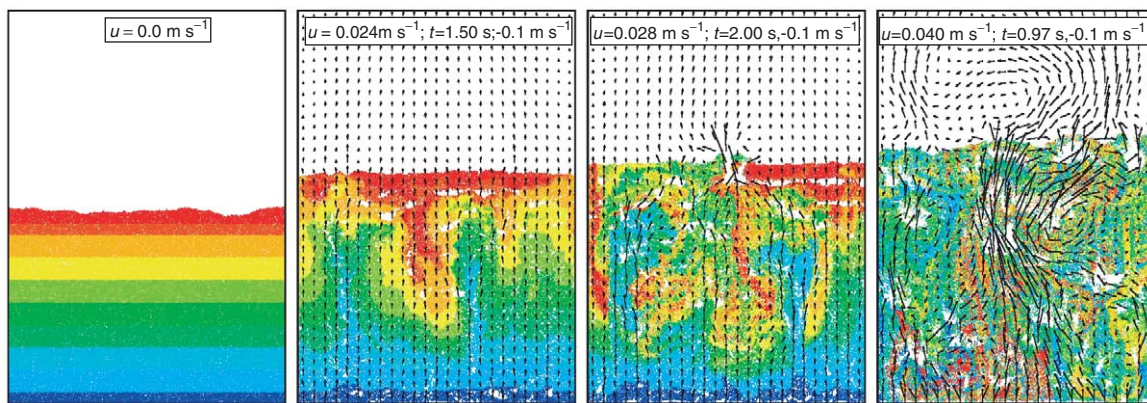 u = 0.0 m s⁻¹
u = 0.024m s⁻¹; t=1.50 s;-0.1 m s⁻¹
u=0.028 m s⁻¹; t=2.00 s,-0.1 m s⁻¹
u=0.040 m s⁻¹; t=0.97 s,-0.1 m s⁻¹